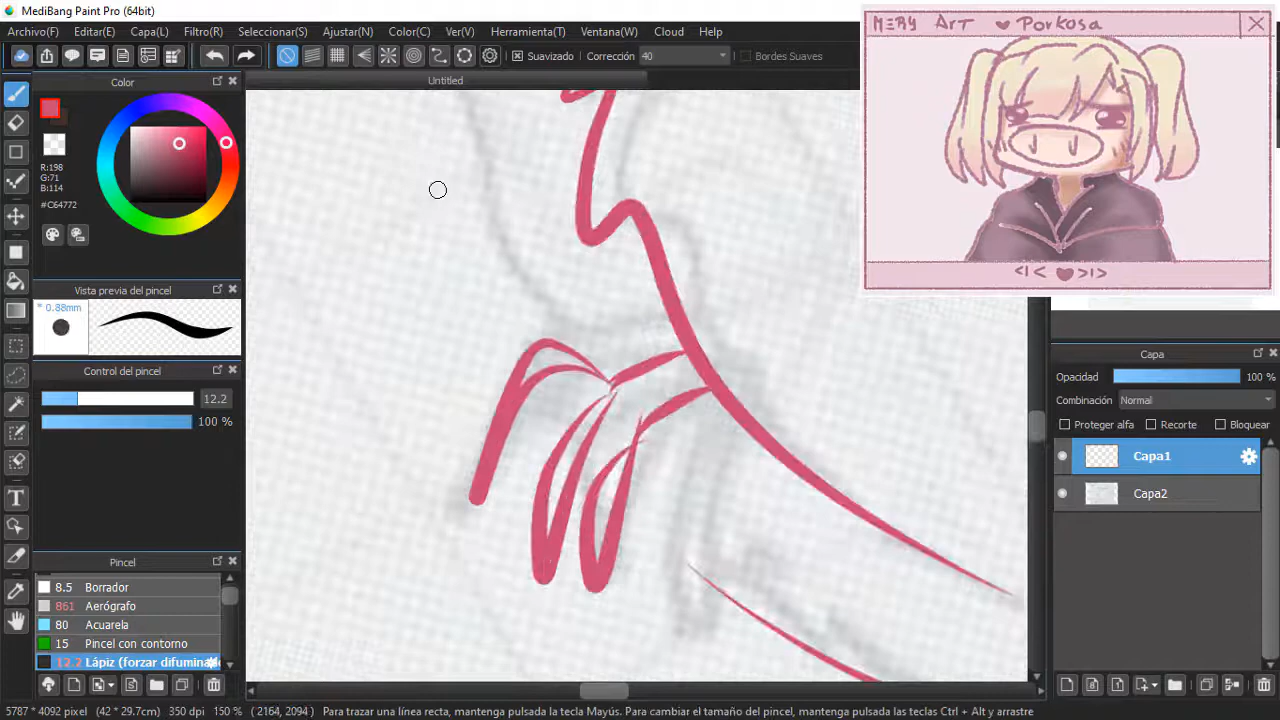 MediBang Paint Pro (64bit)
Archivo(F) Editar(E) Capa(L) Filtro(R) Seleccionar(S) Ajustar(N) Color(C) Ver(V) Herramienta(T) Ventana(W) Cloud Help
Suavizado Corrección 40 Bordes Suaves
Untitled
Color
R:198
G:71
B:114
#C64772
Vista previa del pincel
* 0.88mm
Control del pincel
12.2
100 %
Pincel
8.5 Borrador
861 Aerógrafo
80 Acuarela
15 Pincel con contorno
12.2 Lápiz (forzar difumina
MERY Art ♥ Porkosa
<|< ♥ >|>
Capa
Opacidad 100 %
Combinación Normal
Proteger alfa Recorte Bloquear
Capa1
Capa2
5787 * 4092 píxel (42 * 29.7cm) 350 dpi 150 % ( 2164, 2094 ) Para trazar una línea recta, mantenga pulsada la tecla Mayús. Para cambiar el tamaño del pincel, mantenga pulsadas las teclas Ctrl + Alt y arrastre